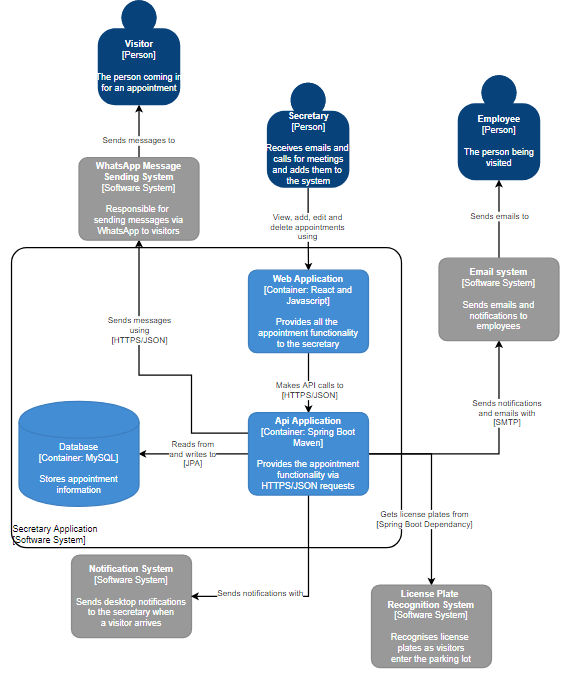 Visitor
[Person]
The person coming in
for an appointment
Secretary
[Person]
Receives emails and
calls for meetings
and adds them to
the system
Employee
[Person]
The person being
visited
Sends messages to
WhatsApp Message
Sending System
[Software System]
Responsible for
sending messages via
WhatsApp to visitors
View, add, edit and
delete appointments
using
Sends emails to
Web Application
[Container: React and
Javascript]
Provides all the
appointment functionality
to the secretary
Email system
[Software System]
Sends emails and
notifications to
employees
Sends messages
using
[HTTPS/JSON]
Makes API calls to
[HTTPS/JSON]
Sends notifications
and emails with
[SMTP]
Database
[Container: MySQL]
Stores appointment
information
Reads from
and writes to
[JPA]
Api Application
[Container: Spring Boot
Maven]
Provides the appointment
functionality via
HTTPS/JSON requests
Gets license plates from
[Spring Boot Dependancy]
Secretary Application
[Software System]
Notification System
[Software System]
Sends desktop notifications
to the secretary when
a visitor arrives
Sends notifications with
License Plate
Recognition System
[Software System]
Recognises license
plates as visitors
enter the parking lot